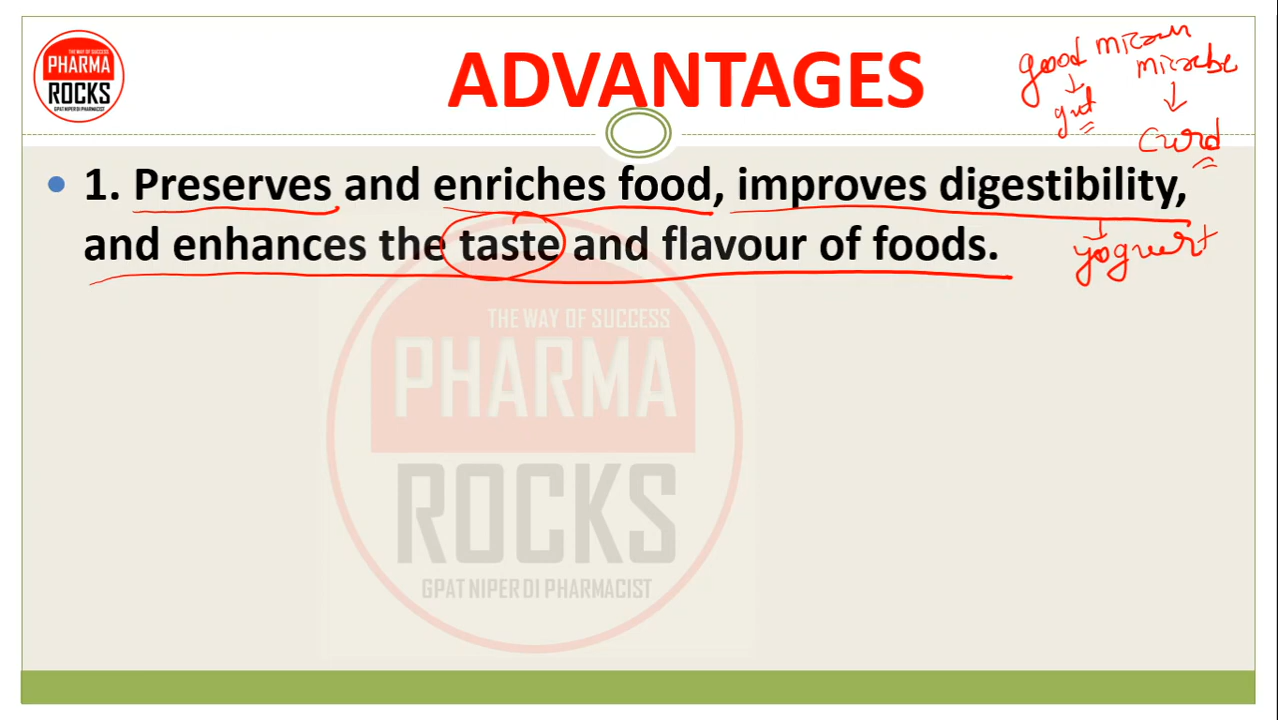 THE WAY OF SUCCESS
PHARMA
ROCKS
GPAT NIPER DI PHARMACIST
ADVANTAGES
good
gut
curd
• 1. Preserves and enriches food, improves digestibility,
and enhances the taste and flavour of foods.
yogurt
THE WAY OF SUCCESS
PHARMA
ROCKS
GPAT NIPER DI PHARMACIST